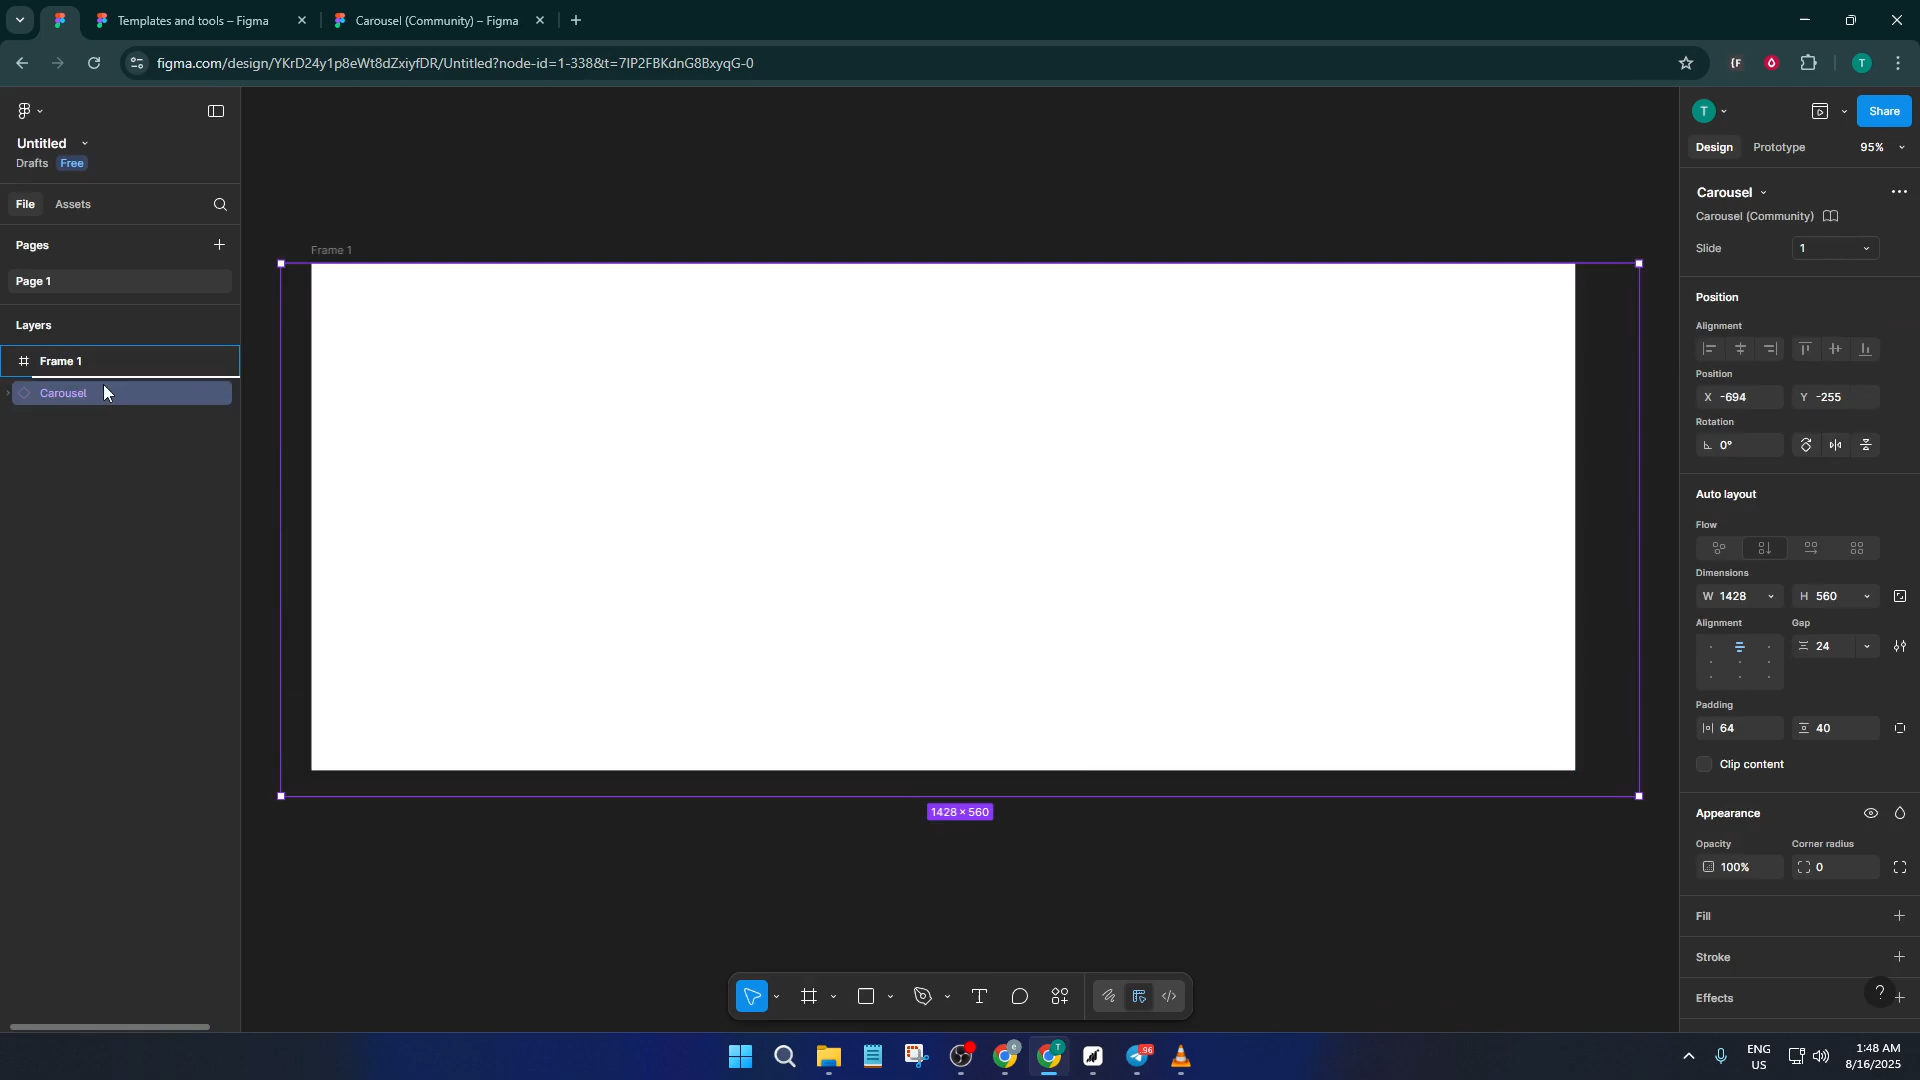 Templates and tools – Figma
Carousel (Community) – Figma
figma.com/design/YKrD24y1p8eWt8dZxiyfDR/Untitled?node-id=1-338&t=7IP2FBKdnG8BxyqG-0
T
Untitled
Drafts Free
File Assets
Pages
Page 1
Layers
Frame 1
Carousel
Frame 1
1428 × 560
T Share
Design Prototype 95%
Carousel
Carousel (Community)
Slide 1
Position
Alignment
Position
X -694 Y -255
Rotation
0°
Auto layout
Flow
Dimensions
W 1428 H 560
Alignment Gap
24
Padding
64 40
Clip content
Appearance
Opacity Corner radius
100% 0
Fill
Stroke
Effects
?
96
ENG
US
1:48 AM
8/16/2025